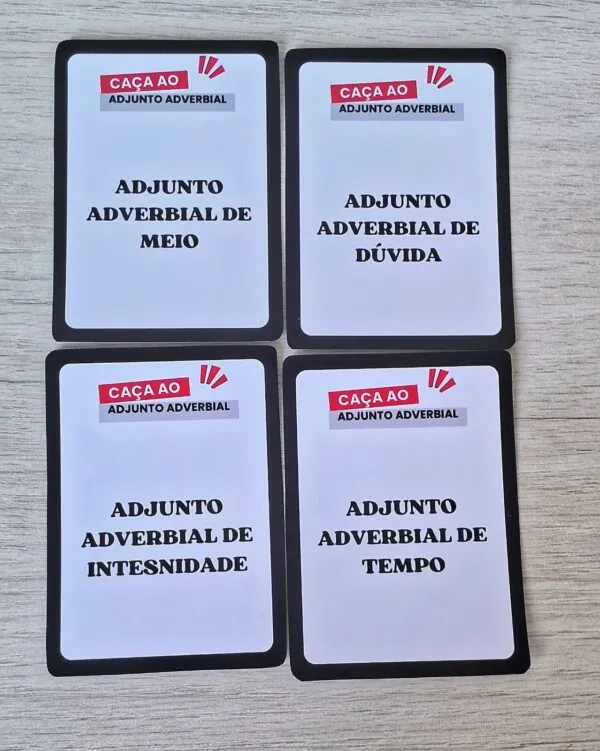 CAÇA AO
ADJUNTO ADVERBIAL
ADJUNTO
ADVERBIAL DE
MEIO
CAÇA AO
ADJUNTO ADVERBIAL
ADJUNTO
ADVERBIAL DE
DÚVIDA
CAÇA AO
ADJUNTO ADVERBIAL
ADJUNTO
ADVERBIAL DE
INTESNIDADE
CAÇA AO
ADJUNTO ADVERBIAL
ADJUNTO
ADVERBIAL DE
TEMPO